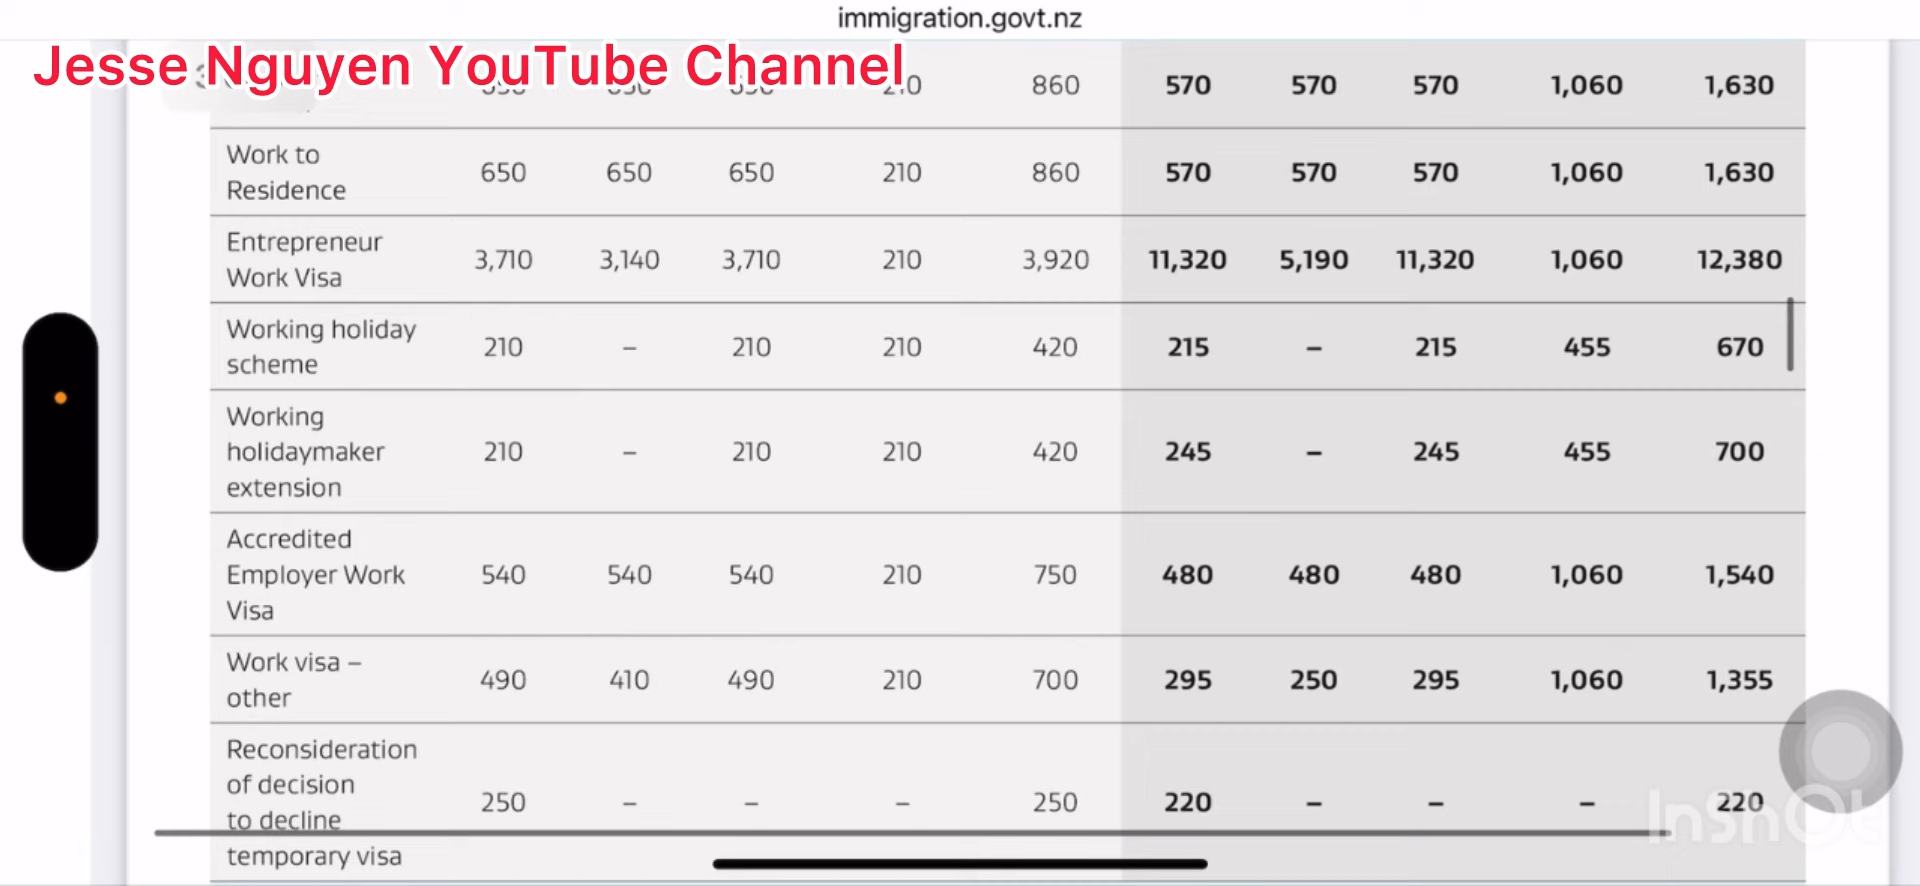 immigration.govt.nz
Jesse Nguyen YouTube Channel
860 570 570 570 1,060 1,630
Work to
Residence
650 650 650 210 860 570 570 570 1,060 1,630
Entrepreneur
Work Visa
3,710 3,140 3,710 210 3,920 11,320 5,190 11,320 1,060 12,380
Working holiday
scheme
210 – 210 210 420 215 – 215 455 670
Working
holidaymaker
extension
210 – 210 210 420 245 – 245 455 700
Accredited
Employer Work
Visa
540 540 540 210 750 480 480 480 1,060 1,540
Work visa –
other
490 410 490 210 700 295 250 295 1,060 1,355
Reconsideration
of decision
to decline
temporary visa
250 – – – 250 220 – – – 220
InShOt